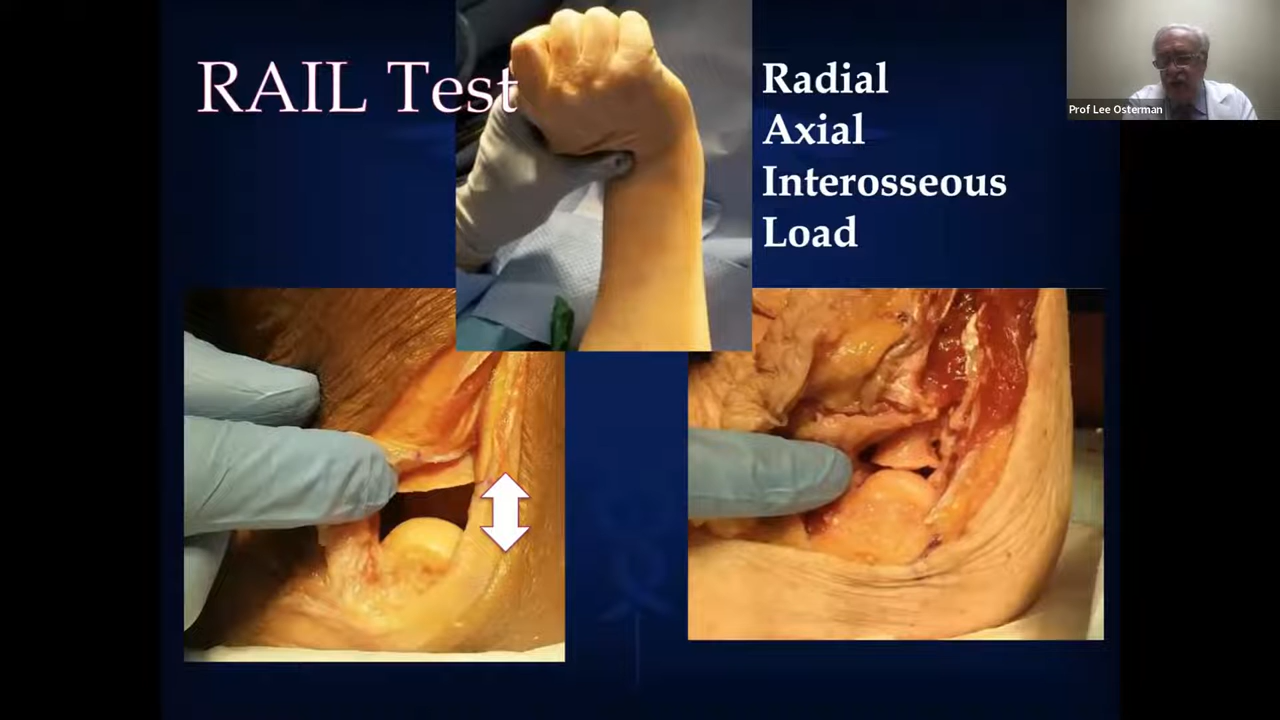 RAIL Test
Radial
Axial
Interosseous
Load
Prof Lee Osterman